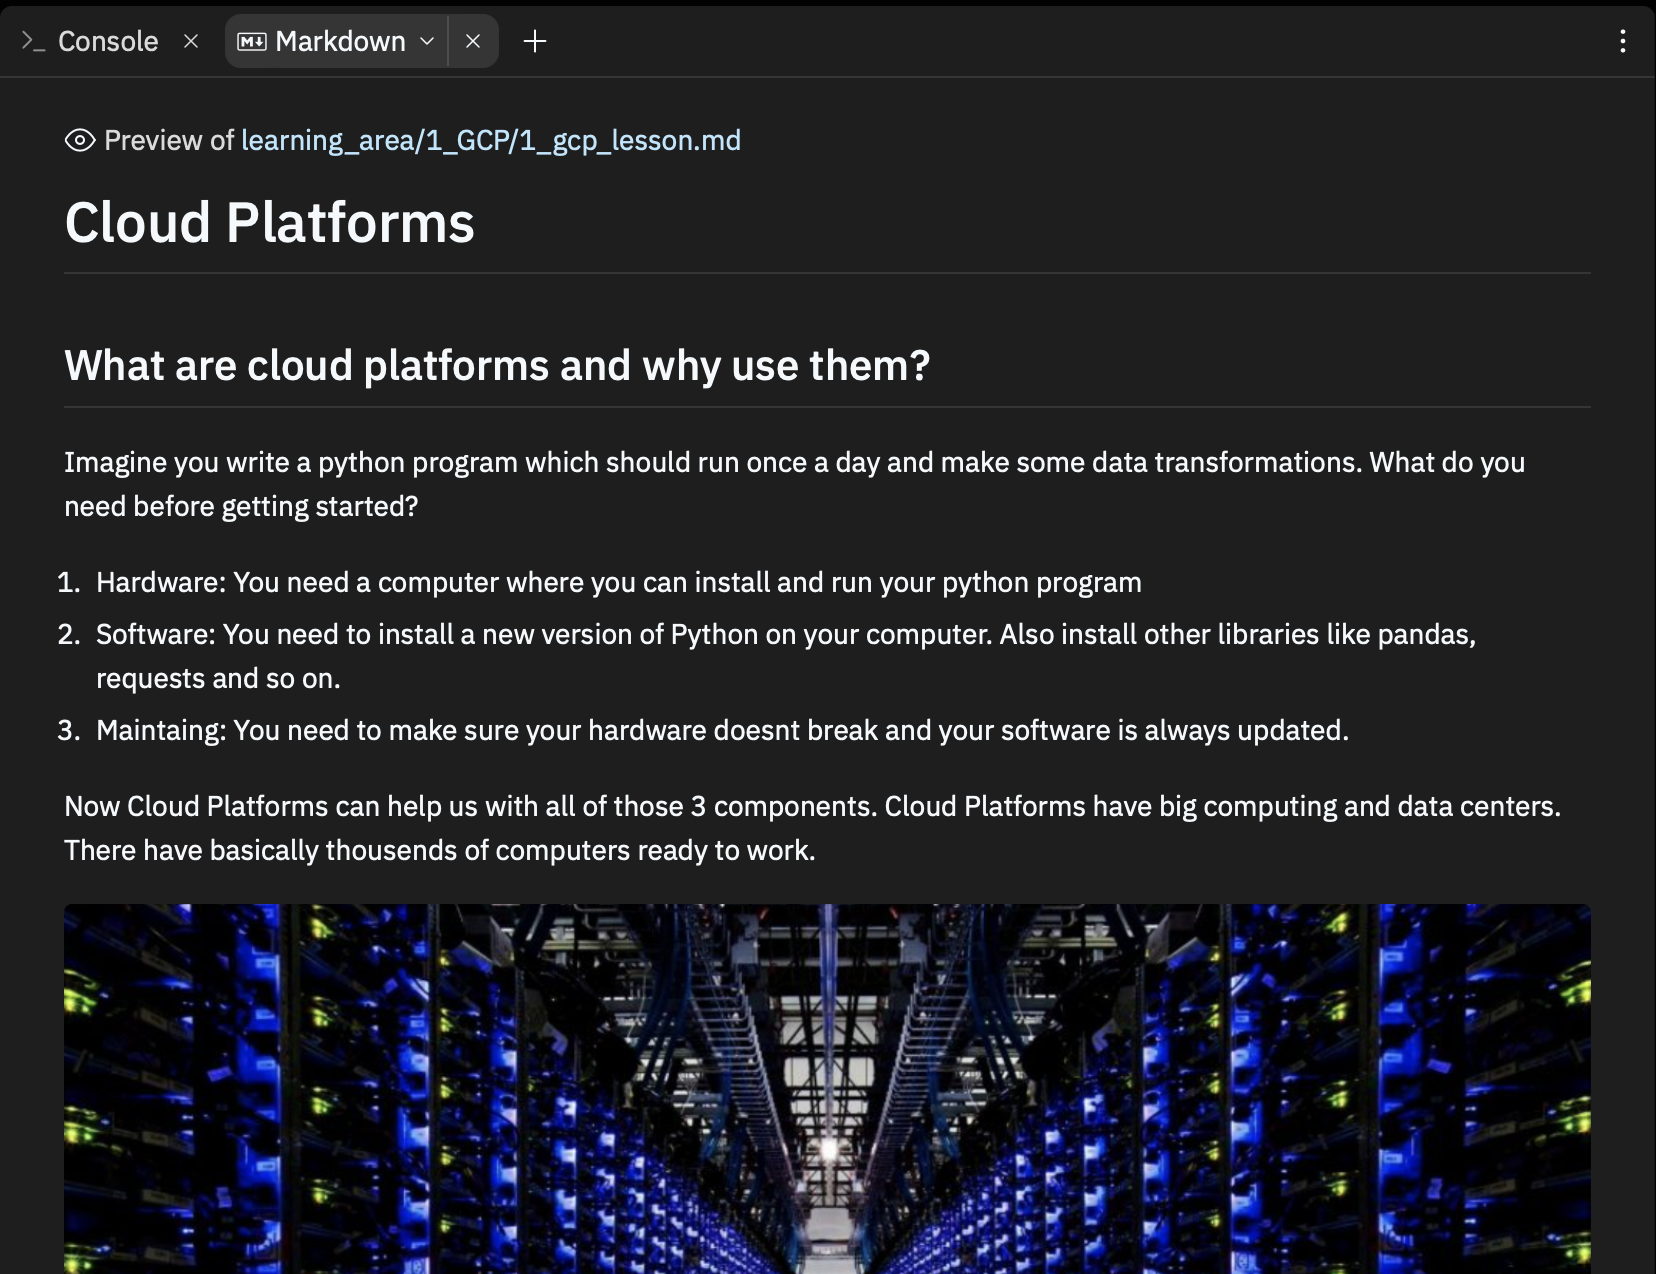 Console
Markdown
Preview of learning_area/1_GCP/1_gcp_lesson.md
Cloud Platforms
What are cloud platforms and why use them?
Imagine you write a python program which should run once a day and make some data transformations. What do you
need before getting started?
1. Hardware: You need a computer where you can install and run your python program
2. Software: You need to install a new version of Python on your computer. Also install other libraries like pandas,
requests and so on.
3. Maintaing: You need to make sure your hardware doesnt break and your software is always updated.
Now Cloud Platforms can help us with all of those 3 components. Cloud Platforms have big computing and data centers.
There have basically thousends of computers ready to work.